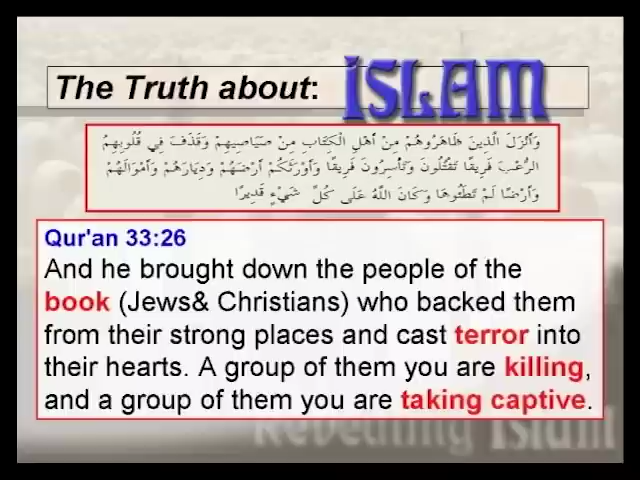 The Truth about: ISLAM
وَأَنْزَلَ الَّذِينَ ظَاهَرُوهُمْ مِنْ أَهْلِ الْكِتَابِ مِنْ صَيَاصِيهِمْ وَقَذَفَ فِي قُلُوبِهِمُ
الرُّعْبَ فَرِيقًا تَقْتُلُونَ وَتَأْسِرُونَ فَرِيقًا وَأَوْرَثَكُمْ أَرْضَهُمْ وَدِيَارَهُمْ وَأَمْوَالَهُمْ
وَأَرْضًا لَمْ تَطَئُوهَا وَكَانَ اللَّهُ عَلَى كُلِّ شَيْءٍ قَدِيرًا
Qur'an 33:26
And he brought down the people of the
book (Jews& Christians) who backed them
from their strong places and cast terror into
their hearts. A group of them you are killing,
and a group of them you are taking captive.
Revealing Islam